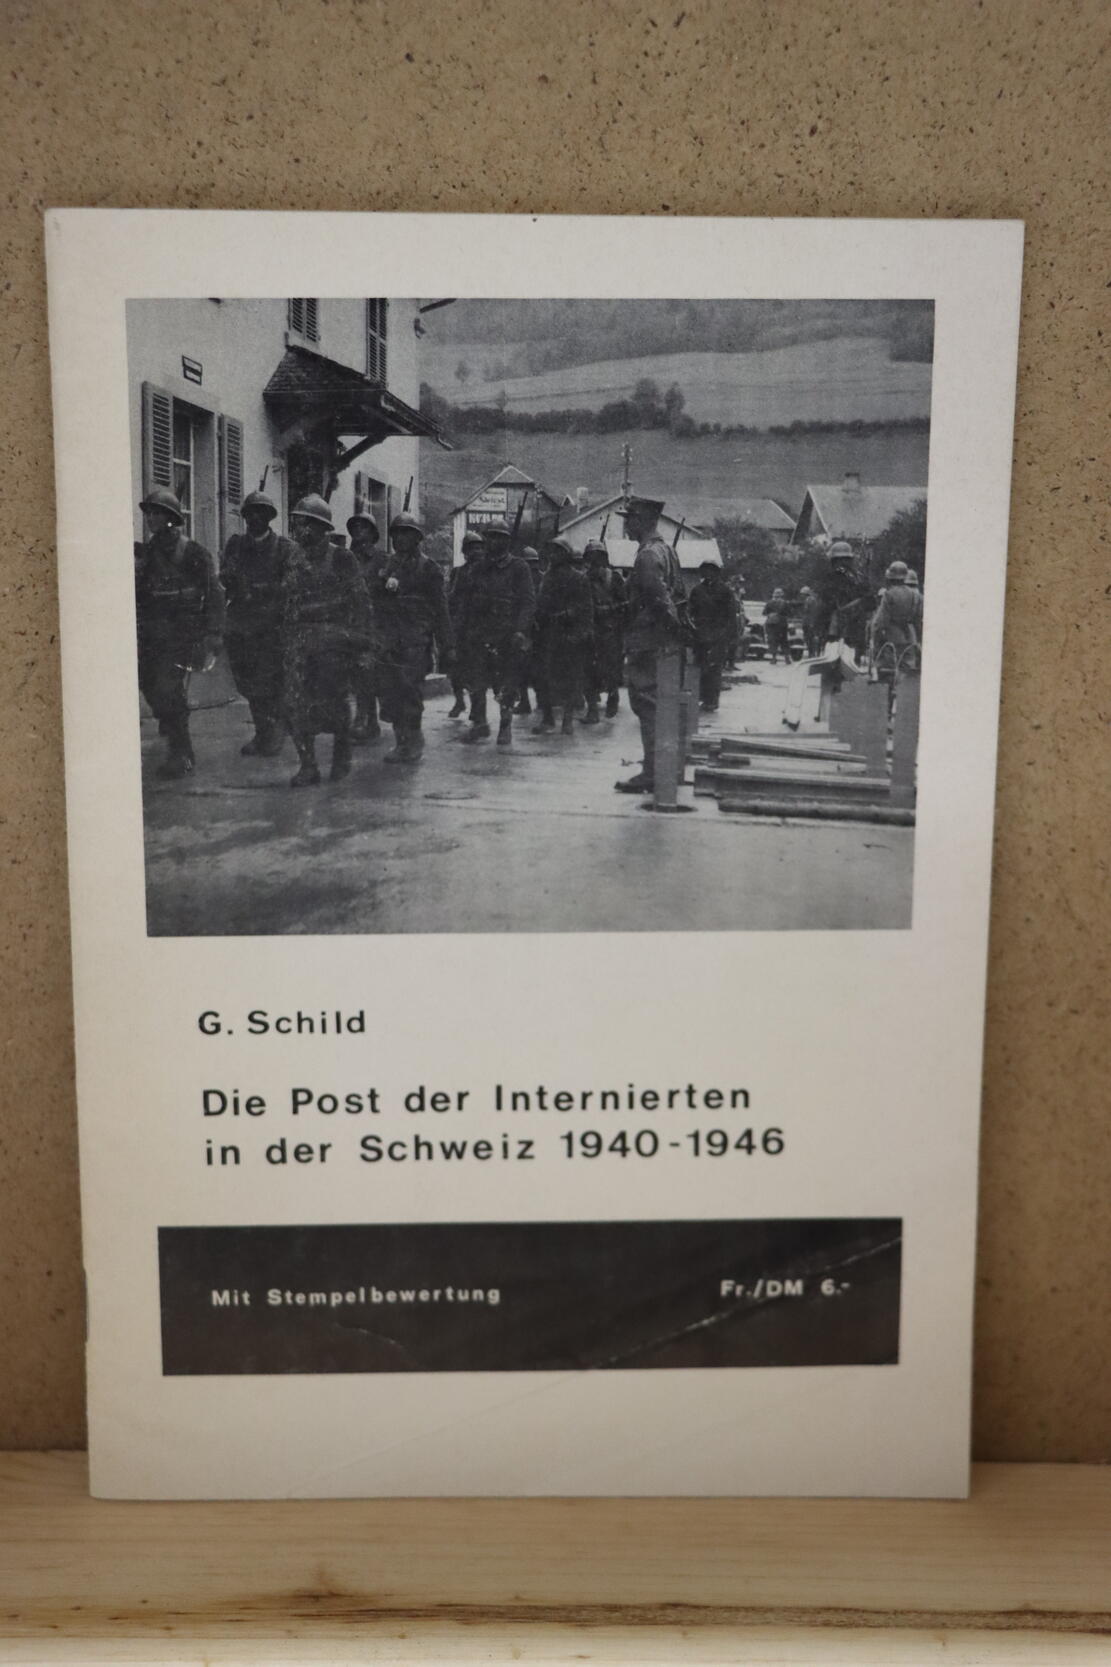 G. Schild
Die Post der Internierten
in der Schweiz 1940-1946
Mit Stempelbewertung
Fr./DM 6.-